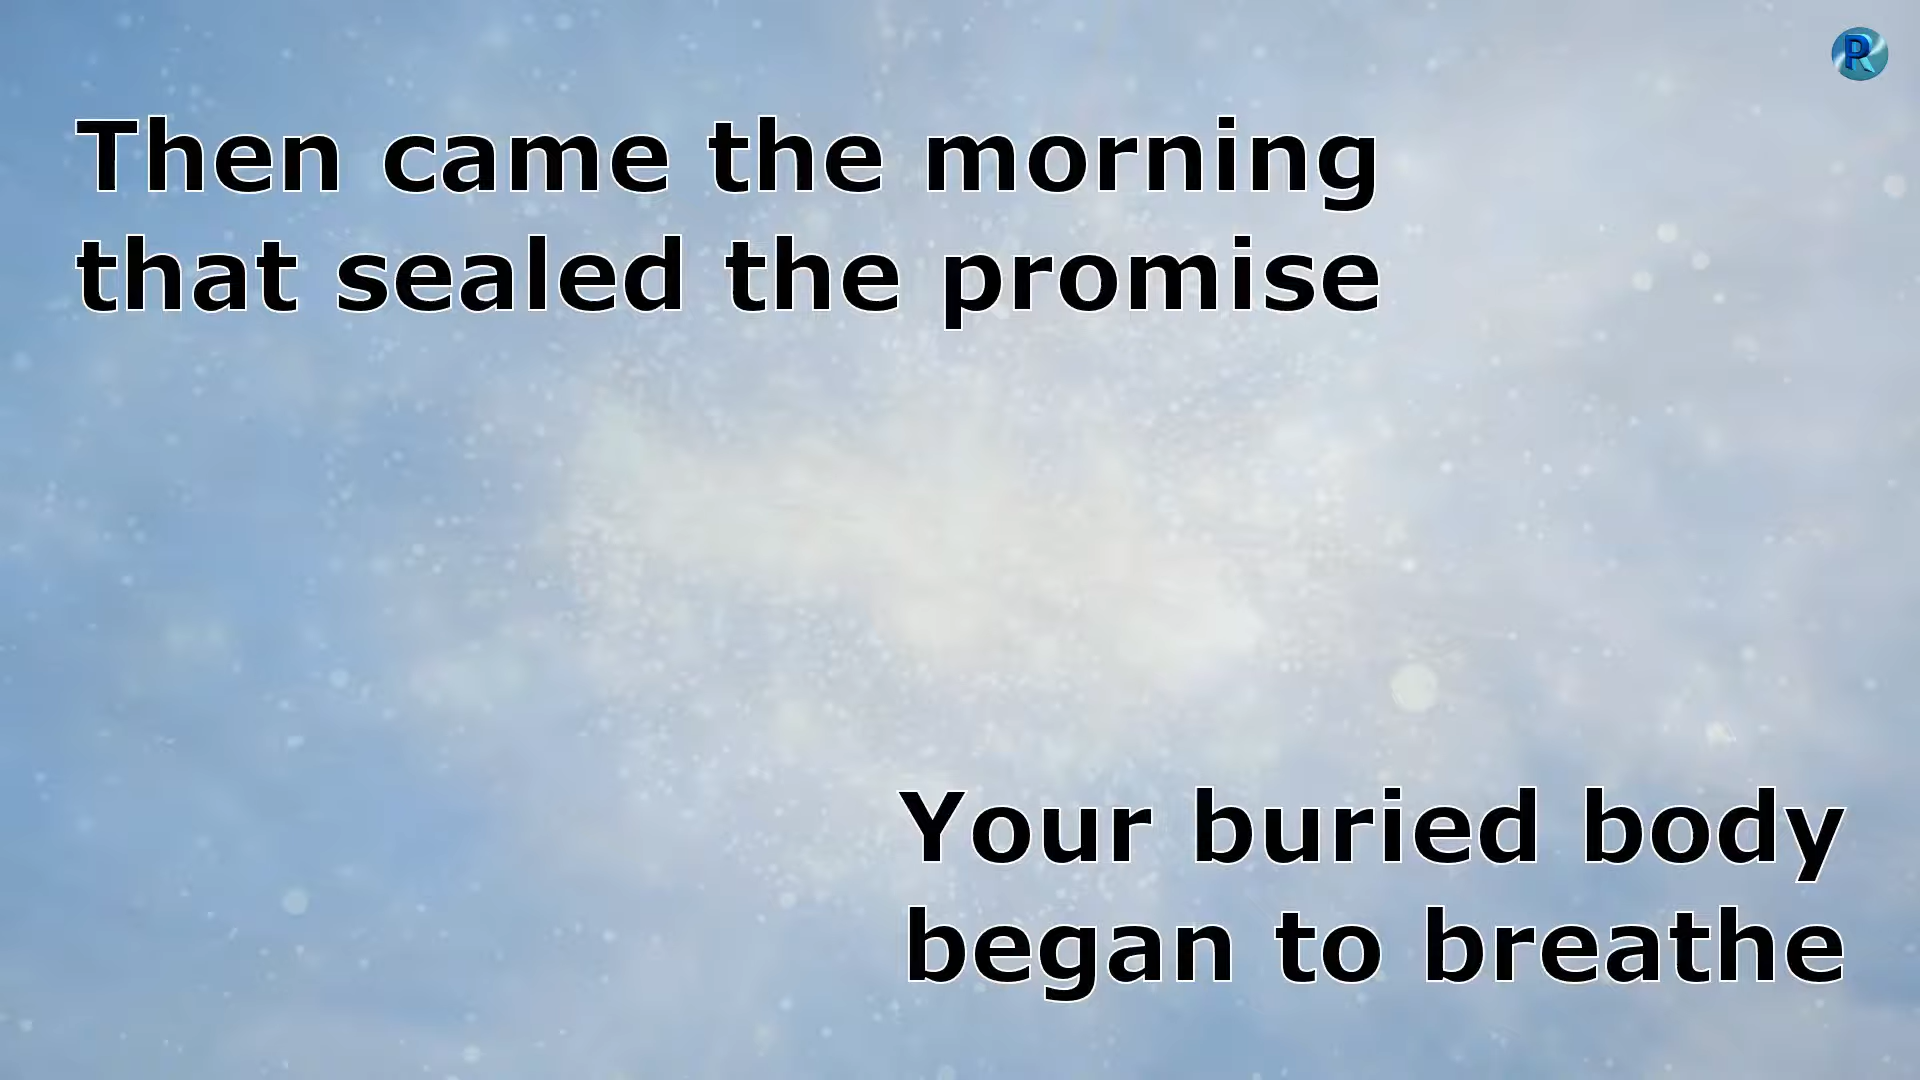 R
Then came the morning
that sealed the promise
Your buried body
began to breathe